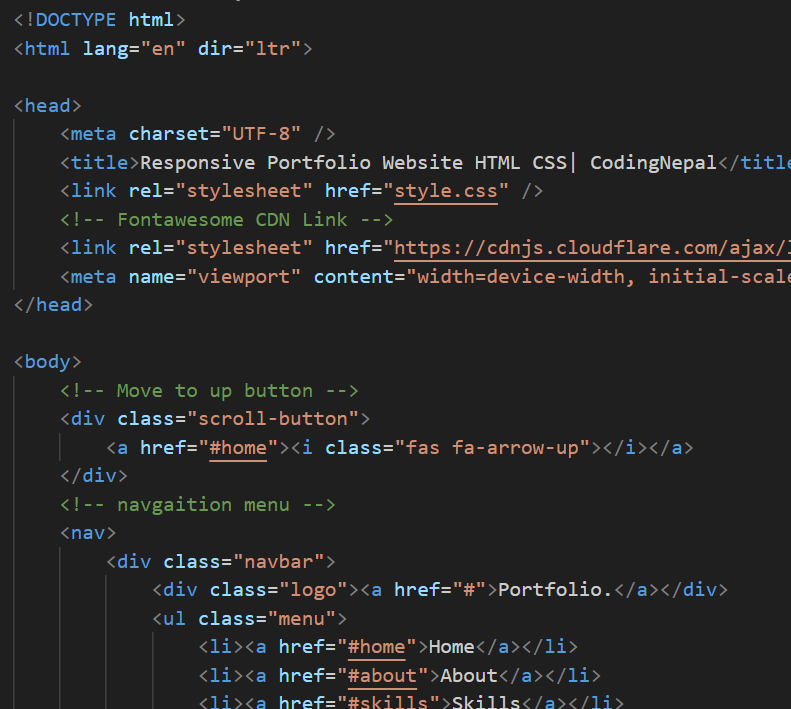 <!DOCTYPE html>
<html lang="en" dir="ltr">
<head>
<meta charset="UTF-8" />
<title>Responsive Portfolio Website HTML CSS| CodingNepal</title
<link rel="stylesheet" href="style.css" />
<!-- Fontawesome CDN Link -->
<link rel="stylesheet" href="https://cdnjs.cloudflare.com/ajax/
<meta name="viewport" content="width=device-width, initial-scale
</head>
<body>
<!-- Move to up button -->
<div class="scroll-button">
<a href="#home"><i class="fas fa-arrow-up"></i></a>
</div>
<!-- navgaition menu -->
<nav>
<div class="navbar">
<div class="logo"><a href="#">Portfolio.</a></div>
<ul class="menu">
<li><a href="#home">Home</a></li>
<li><a href="#about">About</a></li>
<li><a href="#skills">Skills</a></li>